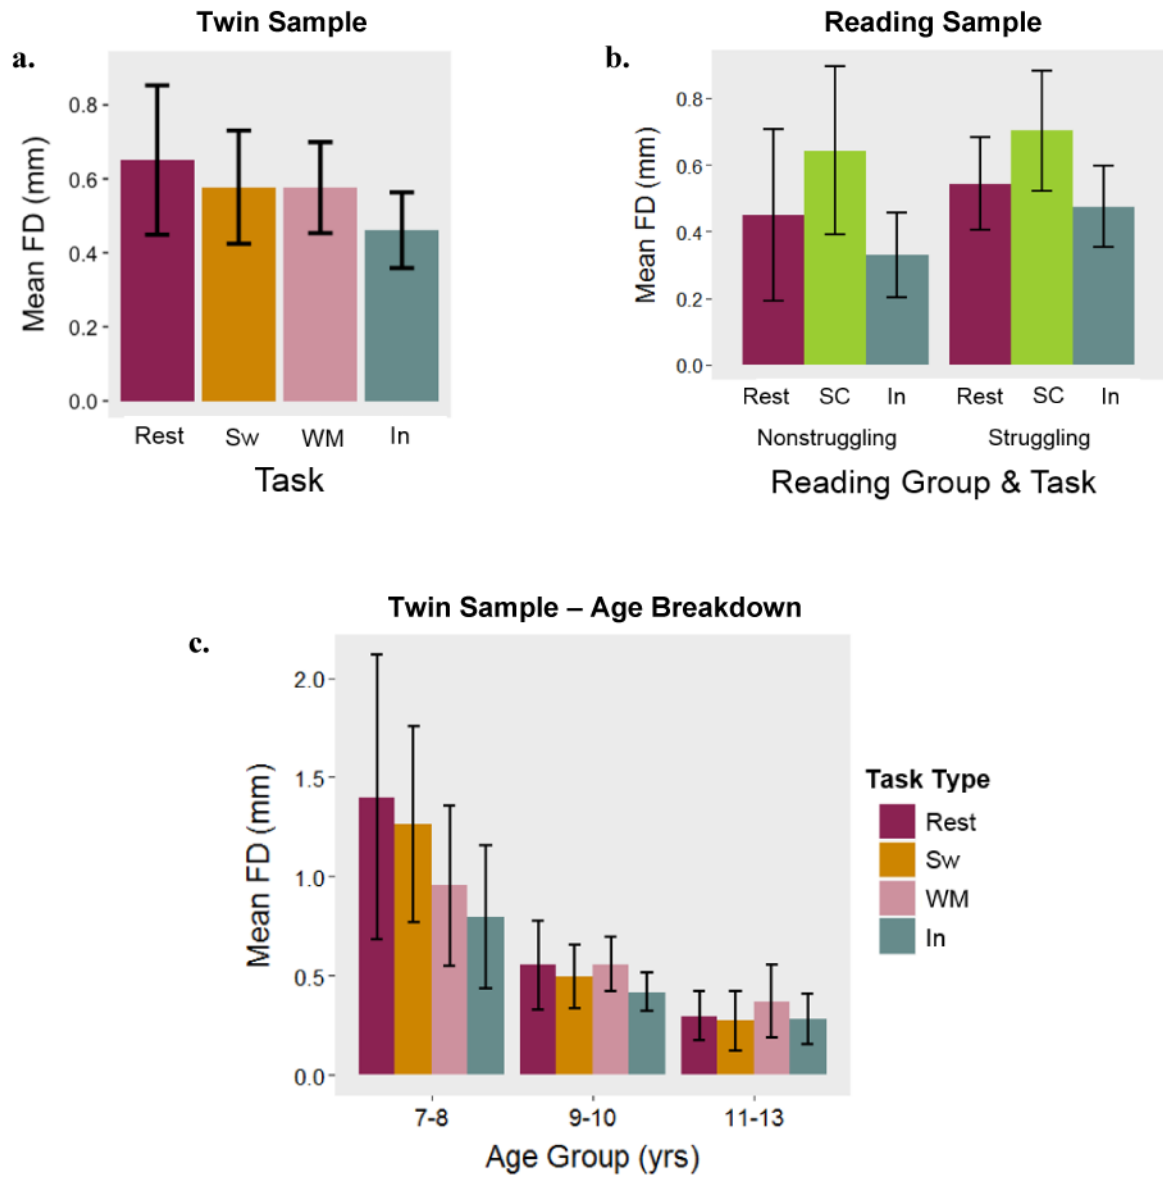 Twin Sample
a.
Mean FD (mm)
0.8
0.6
0.4
0.2
0.0
Rest Sw WM In
Task
Reading Sample
b.
Mean FD (mm)
0.8
0.6
0.4
0.2
0.0
Rest SC In Rest SC In
Nonstruggling Struggling
Reading Group & Task
Twin Sample – Age Breakdown
c.
Mean FD (mm)
2.0
1.5
1.0
0.5
0.0
7-8 9-10 11-13
Age Group (yrs)
Task Type
Rest
Sw
WM
In